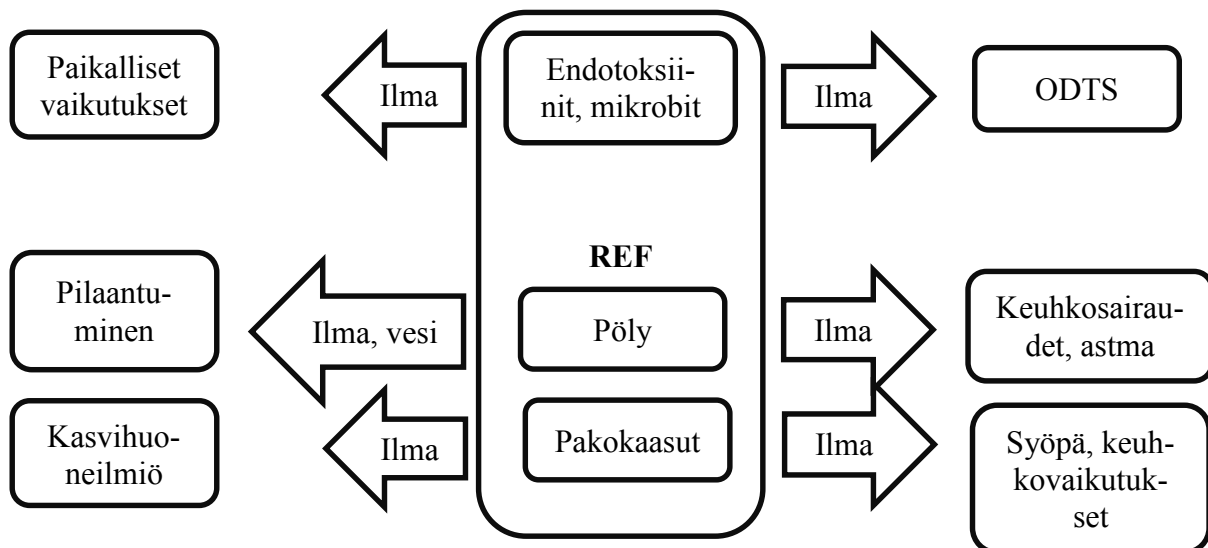 Paikalliset
vaikutukset
Ilma
Endotoksii-
nit, mikrobit
Ilma
ODTS
REF
Pilaantu-
minen
Ilma, vesi
Pöly
Ilma
Keuhkosairau-
det, astma
Kasvihuo-
neilmiö
Ilma
Pakokaasut
Ilma
Syöpä, keuh-
kovaikutuk-
set